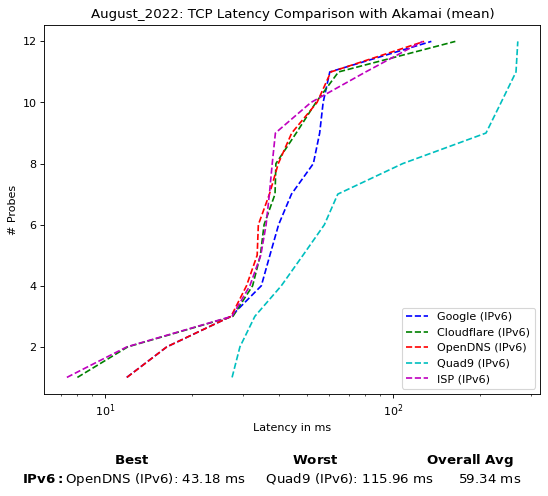 August_2022: TCP Latency Comparison with Akamai (mean)
12
10
8
6
4
2
# Probes
Google (IPv6)
Cloudflare (IPv6)
OpenDNS (IPv6)
Quad9 (IPv6)
ISP (IPv6)
10¹
10²
Latency in ms
Best Worst Overall Avg
IPv6: OpenDNS (IPv6): 43.18 ms Quad9 (IPv6): 115.96 ms 59.34 ms